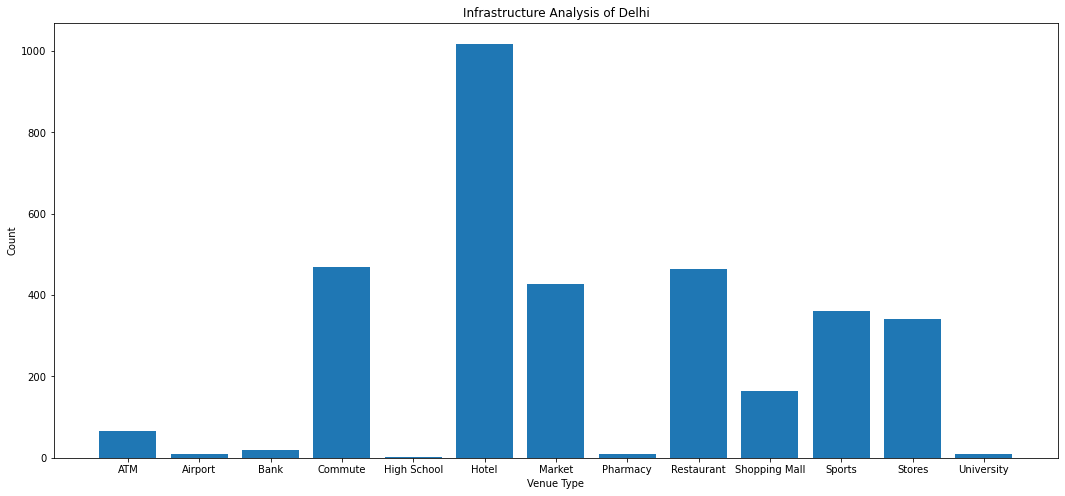 Infrastructure Analysis of Delhi
1000
800
600
400
200
0
Count
ATM Airport Bank Commute High School Hotel Market Pharmacy Restaurant Shopping Mall Sports Stores University
Venue Type